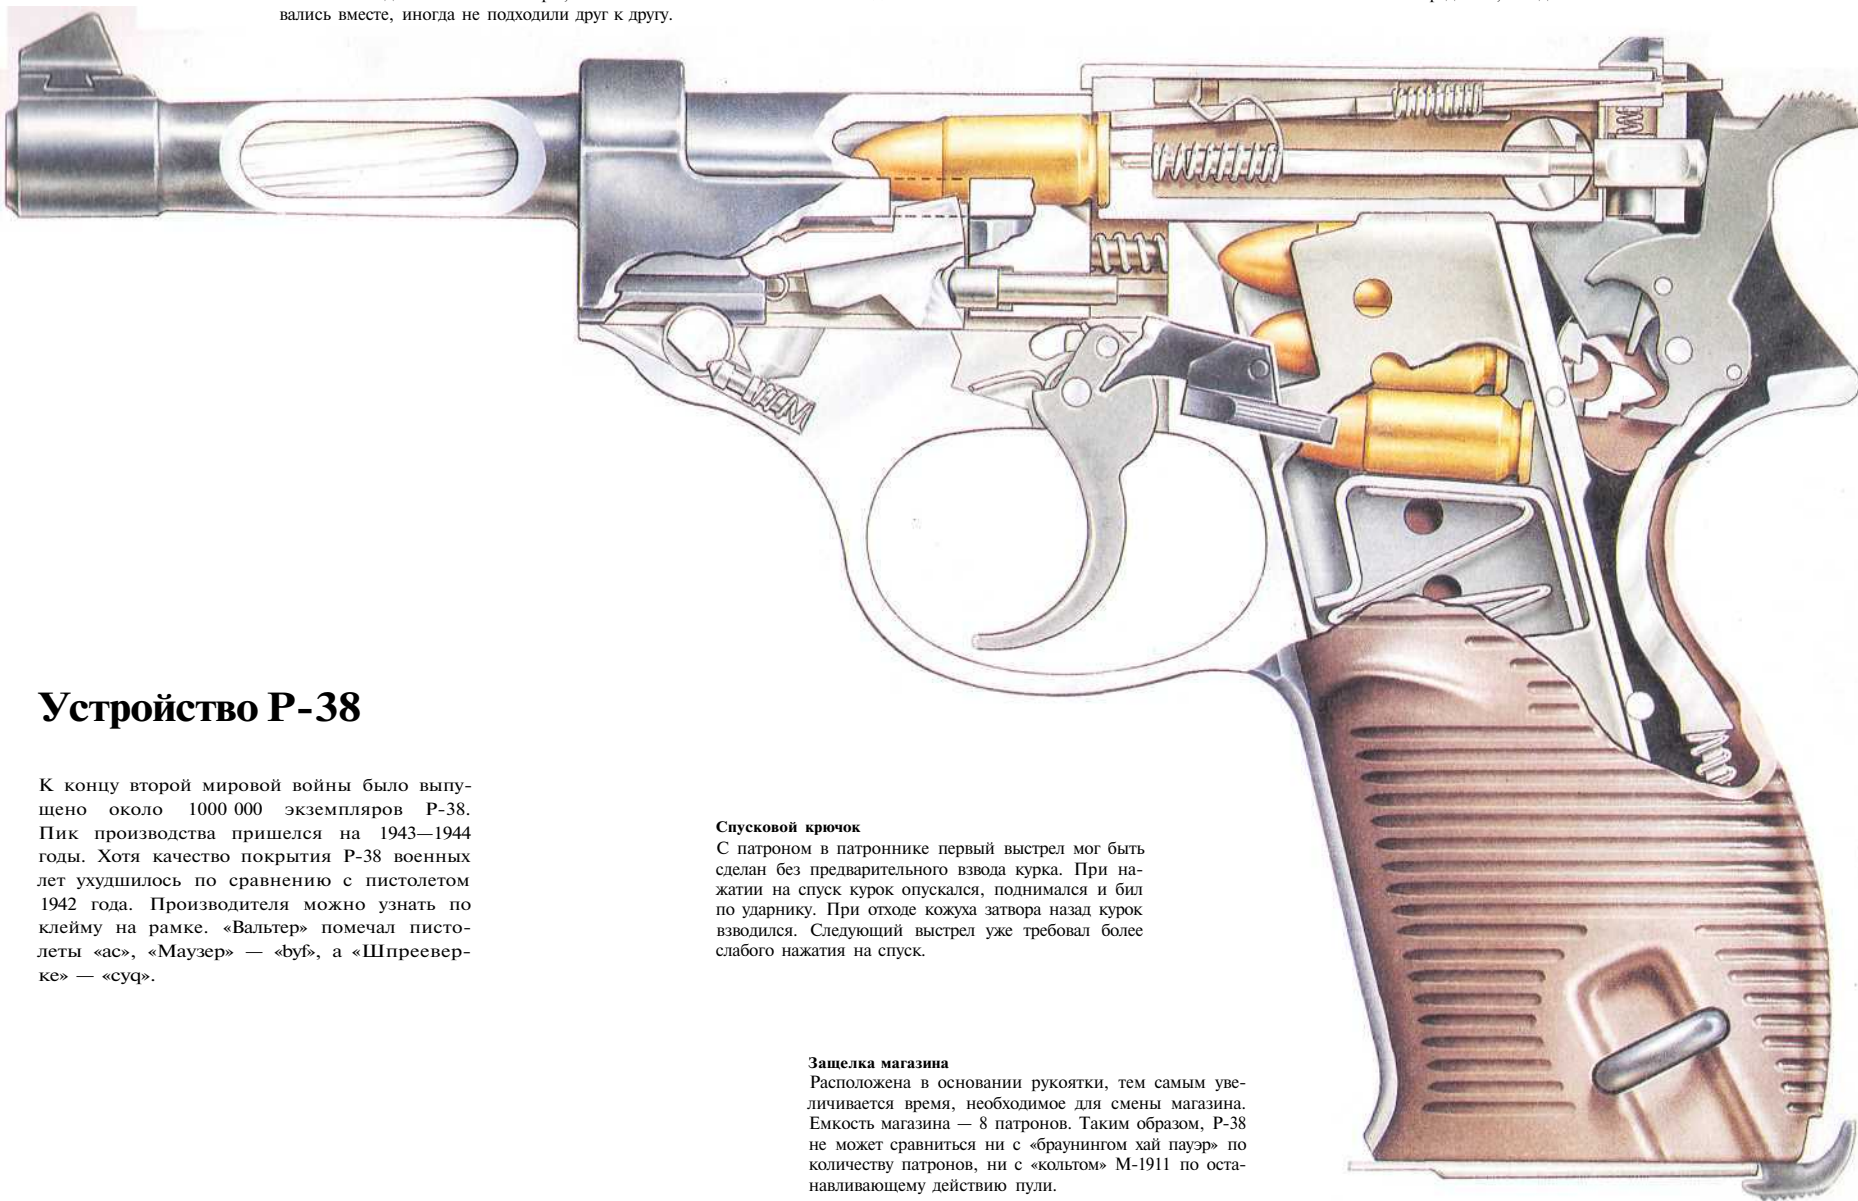 вались вместе, иногда не подходили друг к другу.
Устройство Р-38
К концу второй мировой войны было выпу-
щено около 1000 000 экземпляров Р-38.
Пик производства пришелся на 1943—1944
годы. Хотя качество покрытия Р-38 военных
лет ухудшилось по сравнению с пистолетом
1942 года. Производителя можно узнать по
клейму на рамке. «Вальтер» помечал писто-
леты «ас», «Маузер» — «byf», а «Шпреевер-
ке» — «cyq».
Спусковой крючок
С патроном в патроннике первый выстрел мог быть
сделан без предварительного взвода курка. При на-
жатии на спуск курок опускался, поднимался и бил
по ударнику. При отходе кожуха затвора назад курок
взводился. Следующий выстрел уже требовал более
слабого нажатия на спуск.
Защелка магазина
Расположена в основании рукоятки, тем самым уве-
личивается время, необходимое для смены магазина.
Емкость магазина — 8 патронов. Таким образом, Р-38
не может сравниться ни с «браунингом хай пауэр» по
количеству патронов, ни с «кольтом» М-1911 по оста-
навливающему действию пули.